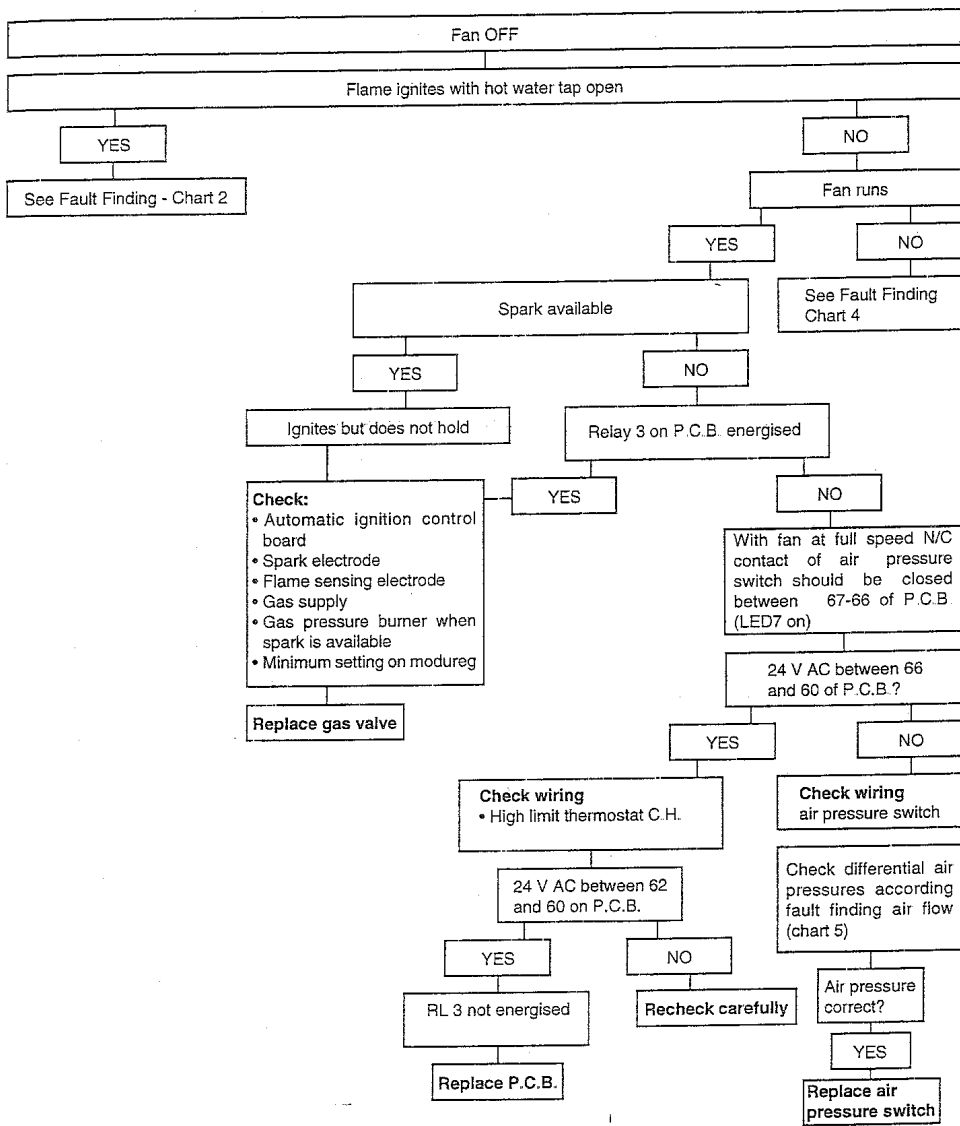 Fan OFF
Flame ignites with hot water tap open
YES
NO
See Fault Finding - Chart 2
Fan runs
YES
NO
Spark available
See Fault Finding
Chart 4
YES
NO
Ignites but does not hold
Relay 3 on P.C.B. energised
YES
NO
Check:
• Automatic ignition control
board
• Spark electrode
• Flame sensing electrode
• Gas supply
• Gas pressure burner when
spark is available
• Minimum setting on modureg
With fan at full speed N/C
contact of air pressure
switch should be closed
between 67-66 of P.C.B.
(LED7 on)
Replace gas valve
24 V AC between 66
and 60 of P.C.B.?
YES
NO
Check wiring
• High limit thermostat C.H.
Check wiring
air pressure switch
24 V AC between 62
and 60 on P.C.B.
Check differential air
pressures according
fault finding air flow
(chart 5)
YES
NO
RL 3 not energised
Recheck carefully
Air pressure
correct?
YES
Replace P.C.B.
Replace air
pressure switch